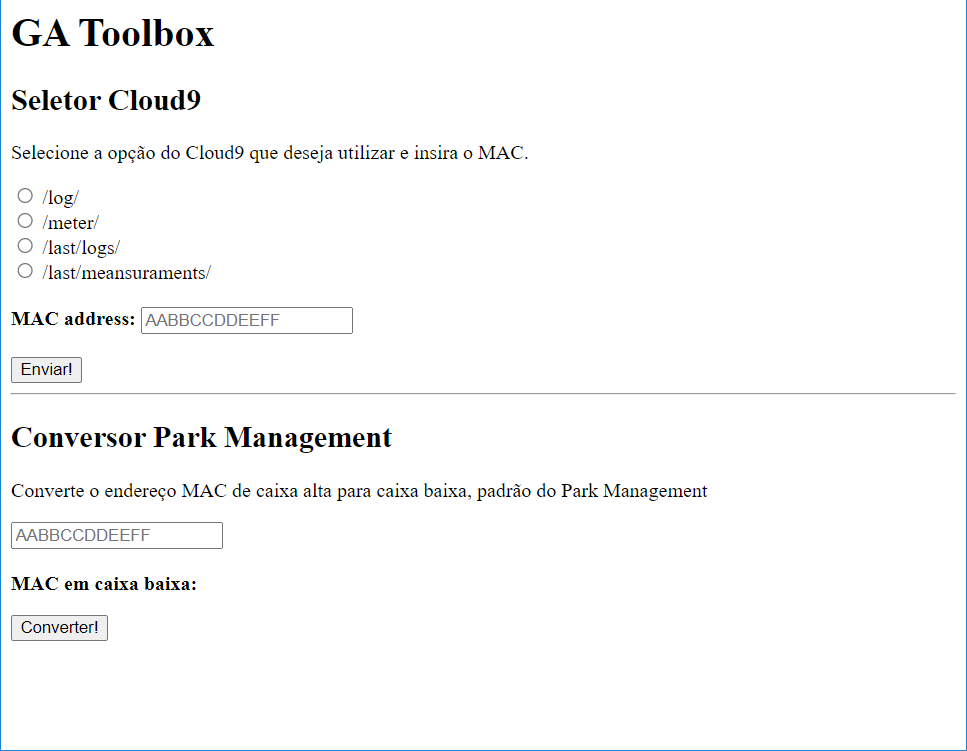 GA Toolbox
Seletor Cloud9
Selecione a opção do Cloud9 que deseja utilizar e insira o MAC.
/log/
/meter/
/last/logs/
/last/meansuraments/
MAC address: AABBCCDDEEFF
Enviar!
Conversor Park Management
Converte o endereço MAC de caixa alta para caixa baixa, padrão do Park Management
AABBCCDDEEFF
MAC em caixa baixa:
Converter!